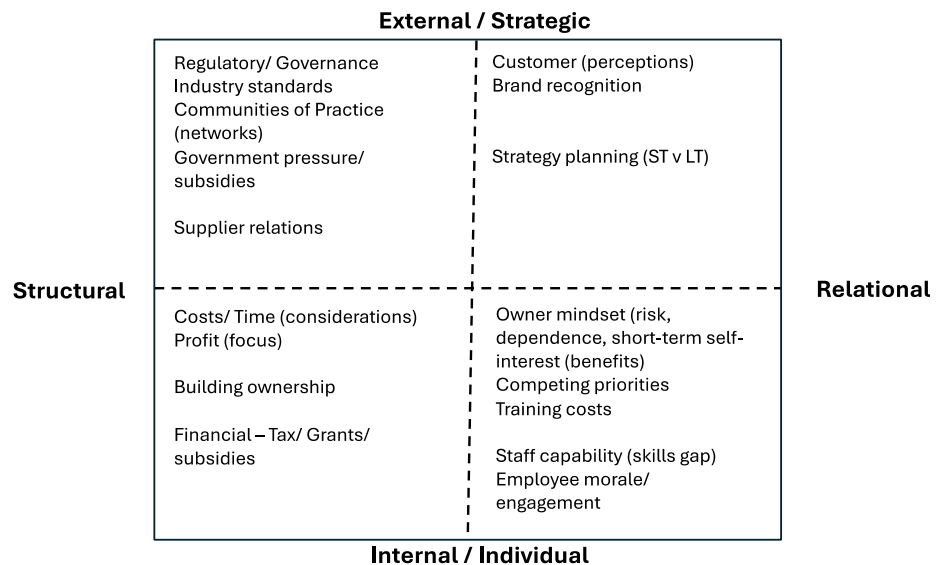 External / Strategic
Regulatory/ Governance
Industry standards
Communities of Practice
(networks)
Government pressure/
subsidies
Supplier relations
Customer (perceptions)
Brand recognition
Strategy planning (ST v LT)
Structural
Relational
Costs/ Time (considerations)
Profit (focus)
Building ownership
Financial – Tax/ Grants/
subsidies
Owner mindset (risk,
dependence, short-term self-
interest (benefits)
Competing priorities
Training costs
Staff capability (skills gap)
Employee morale/
engagement
Internal / Individual